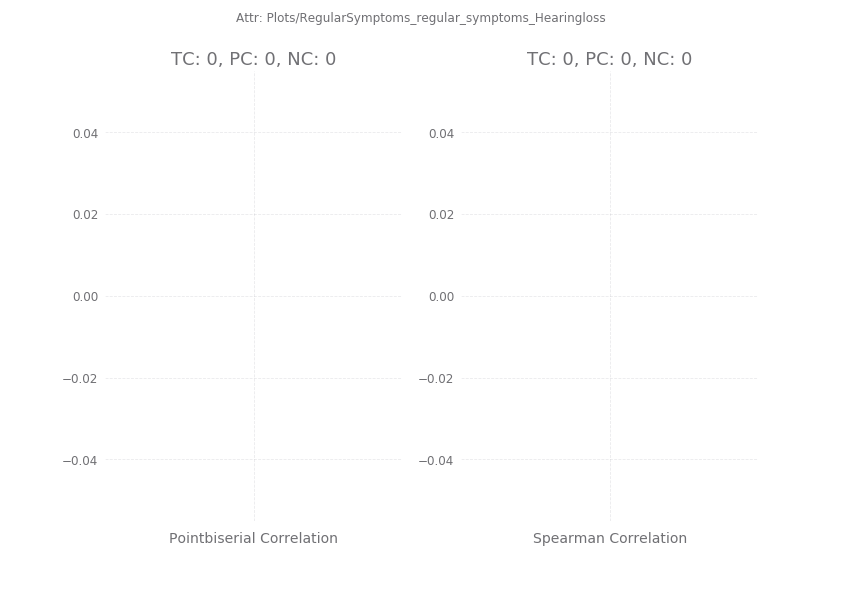 Attr: Plots/RegularSymptoms_regular_symptoms_Hearingloss
TC: 0, PC: 0, NC: 0
0.04
0.02
0.00
−0.02
−0.04
Pointbiserial Correlation
TC: 0, PC: 0, NC: 0
0.04
0.02
0.00
−0.02
−0.04
Spearman Correlation